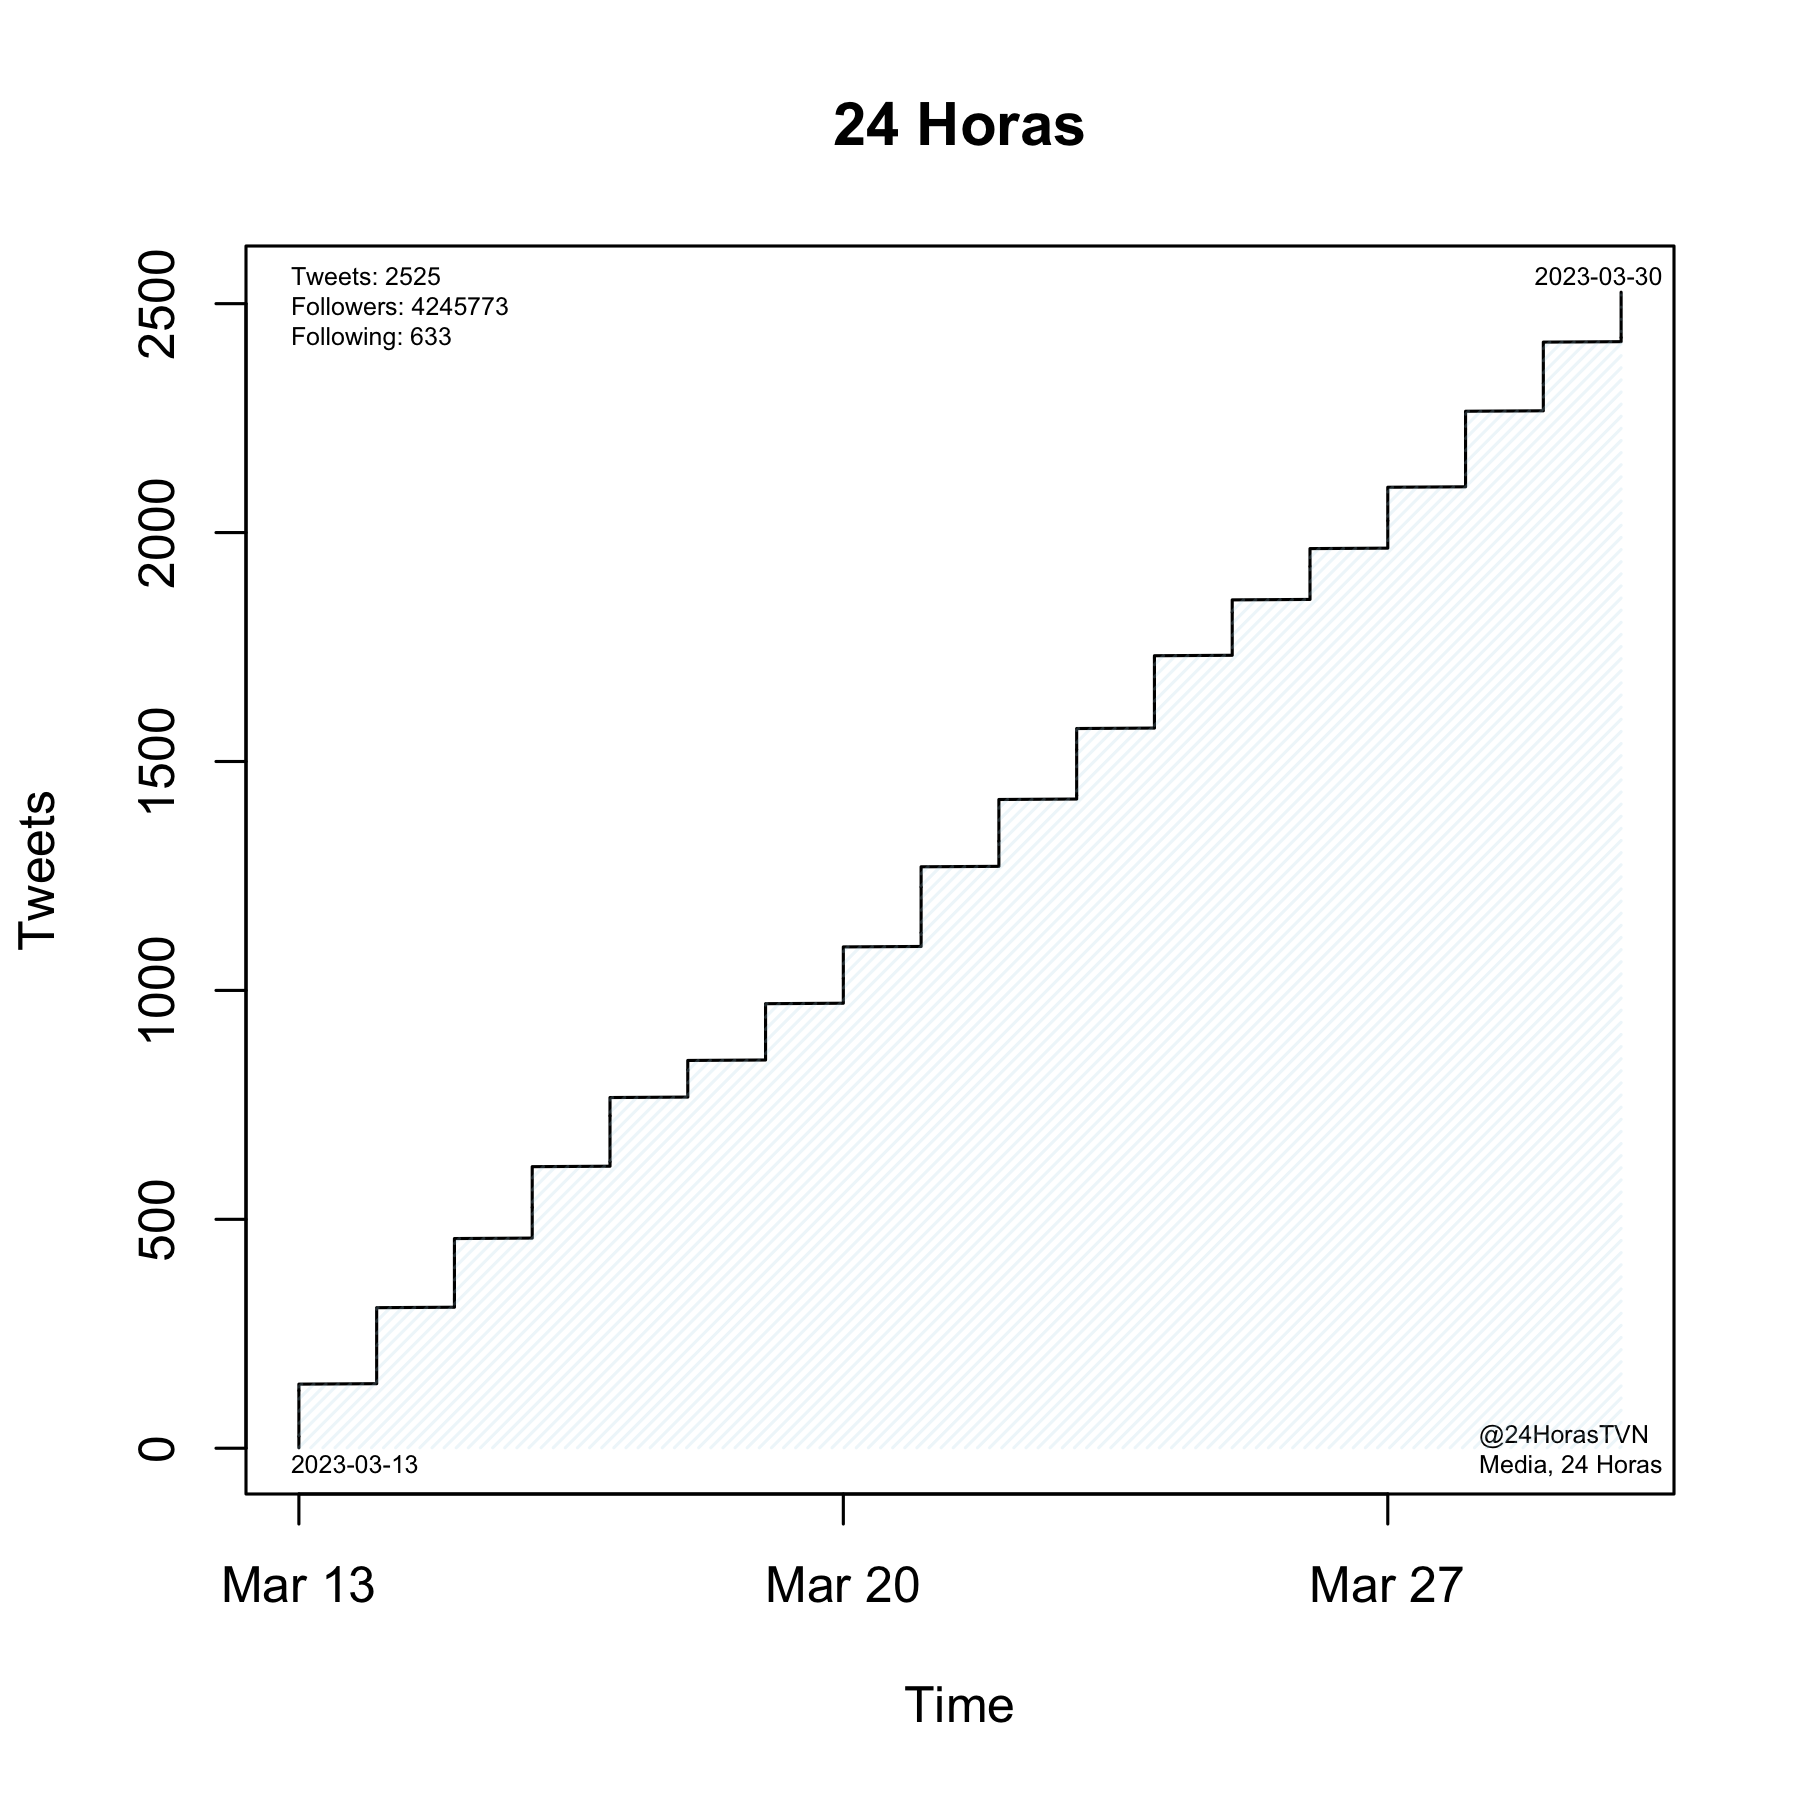 24 Horas
Tweets: 2525
Followers: 4245773
Following: 633
2023-03-30
2500
2000
1500
1000
500
0
Tweets
2023-03-13
@24HorasTVN
Media, 24 Horas
Mar 13
Mar 20
Mar 27
Time